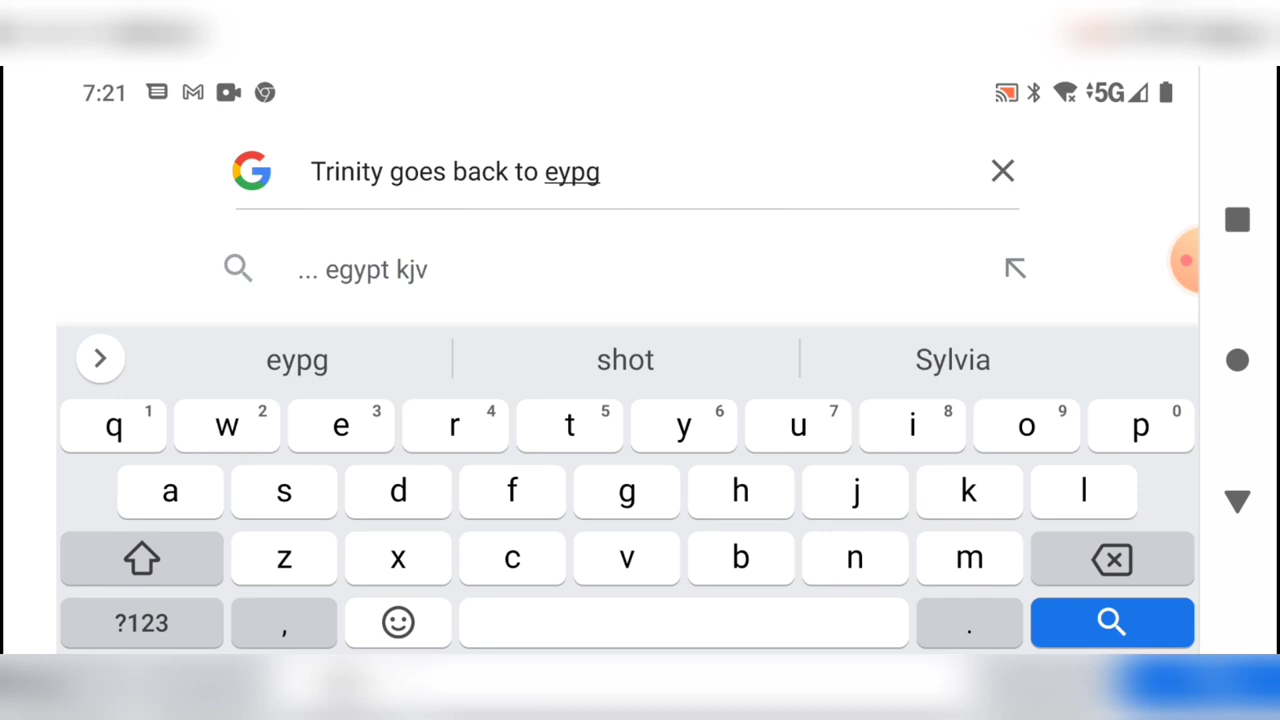 7:21 5G
Trinity goes back to eypg
... egypt kjv
eypg shot Sylvia
q 1 w 2 e 3 r 4 t 5 y 6 u 7 i 8 o 9 p 0
a s d f g h j k l
z x c v b n m
?123 , .